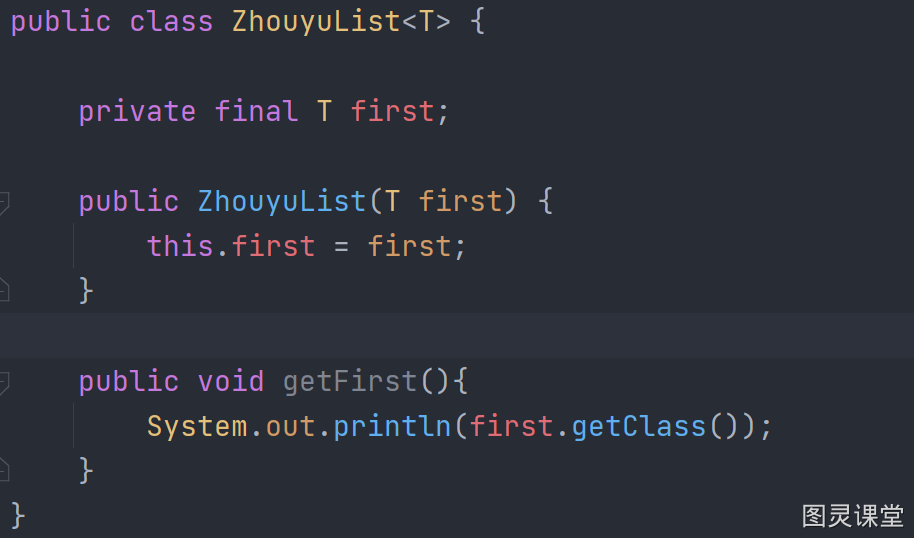 public class ZhouyuList<T> {
    private final T first;
    public ZhouyuList(T first) {
        this.first = first;
    }
    public void getFirst(){
        System.out.println(first.getClass());
    }
}
图灵课堂